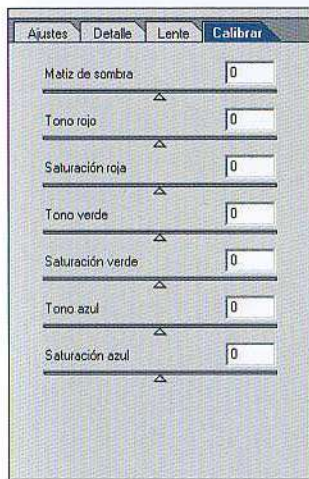 Ajustes Detalle Lente Calibrar
Matiz de sombra 0
Tono rojo 0
Saturación roja 0
Tono verde 0
Saturación verde 0
Tono azul 0
Saturación azul 0